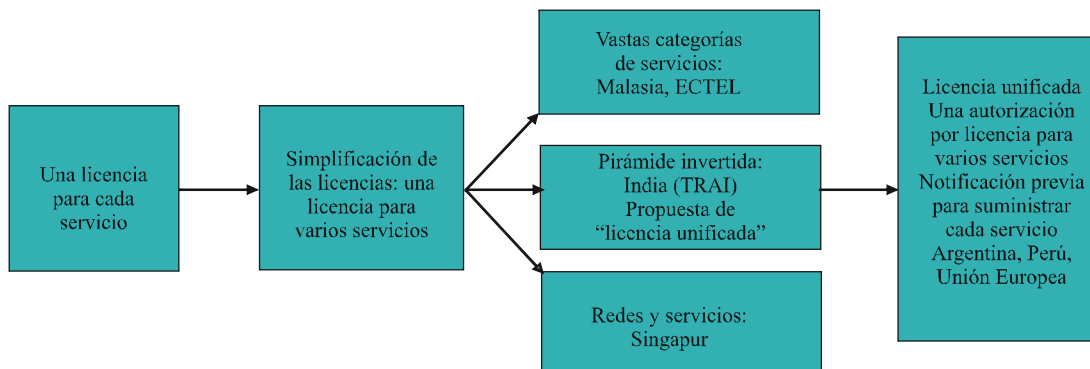 Una licencia
para cada
servicio
Simplificación de
las licencias: una
licencia para
varios servicios
Vastas categorías
de servicios:
Malasia, ECTEL
Pirámide invertida:
India (TRAI)
Propuesta de
“licencia unificada”
Redes y servicios:
Singapur
Licencia unificada
Una autorización
por licencia para
varios servicios
Notificación previa
para suministrar
cada servicio
Argentina, Perú,
Unión Europea